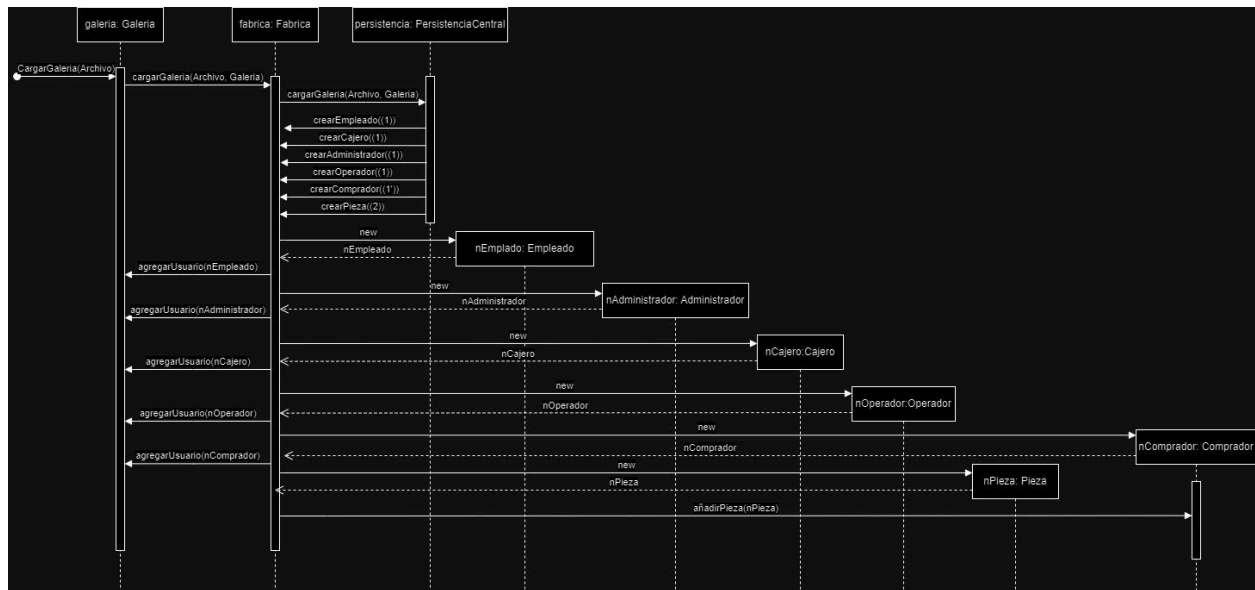 galeria: Galeria
fabrica: Fabrica
persistencia: PersistenciaCentral
CargarGaleria(Archivo)
cargarGaleria(Archivo, Galeria)
cargarGaleria(Archivo, Galeria)
crearEmpleado((1))
crearCajero((1))
crearAdministrador((1))
crearOperador((1))
crearComprador((1'))
crearPieza((2))
new
nEmplado: Empleado
nEmpleado
agregarUsuario(nEmpleado)
new
nAdministrador: Administrador
nAdministrador
agregarUsuario(nAdministrador)
new
nCajero:Cajero
nCajero
agregarUsuario(nCajero)
new
nOperador:Operador
nOperador
agregarUsuario(nOperador)
new
nComprador: Comprador
nComprador
agregarUsuario(nComprador)
new
nPieza: Pieza
nPieza
añadirPieza(nPieza)